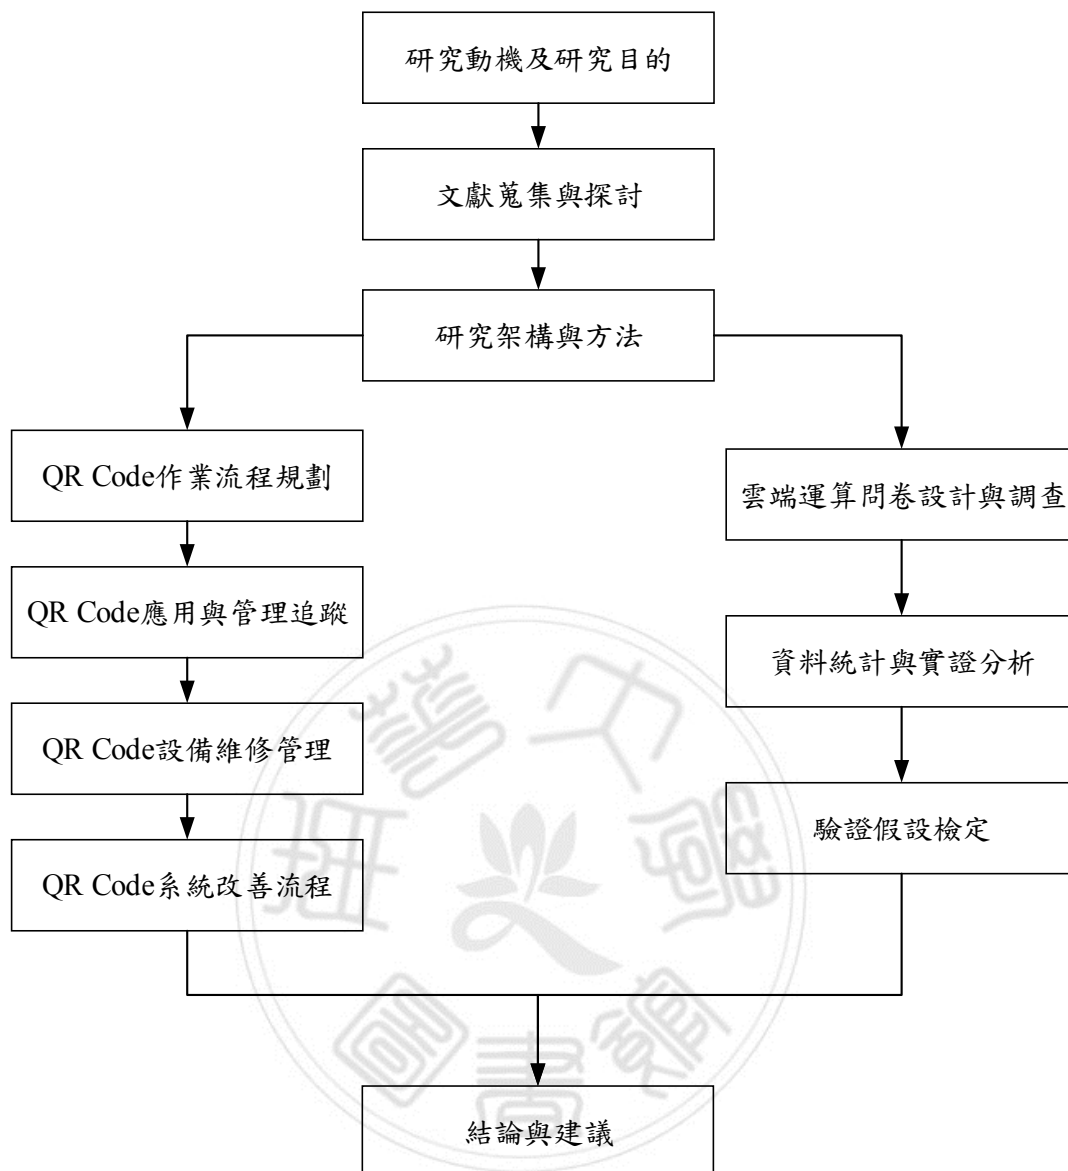 研究動機及研究目的
文獻蒐集與探討
研究架構與方法
QR Code作業流程規劃
QR Code應用與管理追蹤
QR Code設備維修管理
QR Code系統改善流程
雲端運算問卷設計與調查
資料統計與實證分析
驗證假設檢定
結論與建議